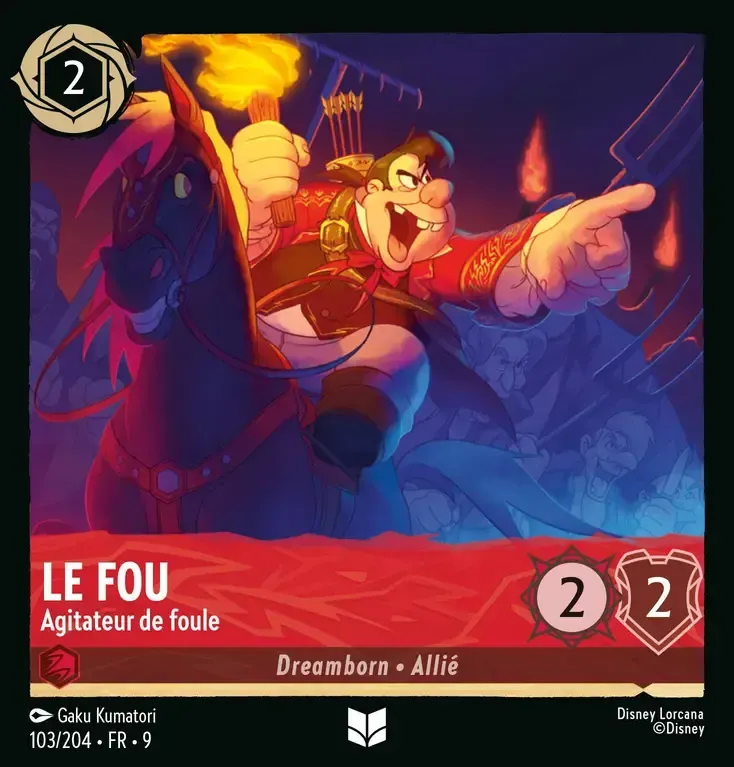 2
LE FOU
Agitateur de foule
2
2
Dreamborn • Allié
Gaku Kumatori
103/204 • FR • 9
Disney Lorcana
©Disney